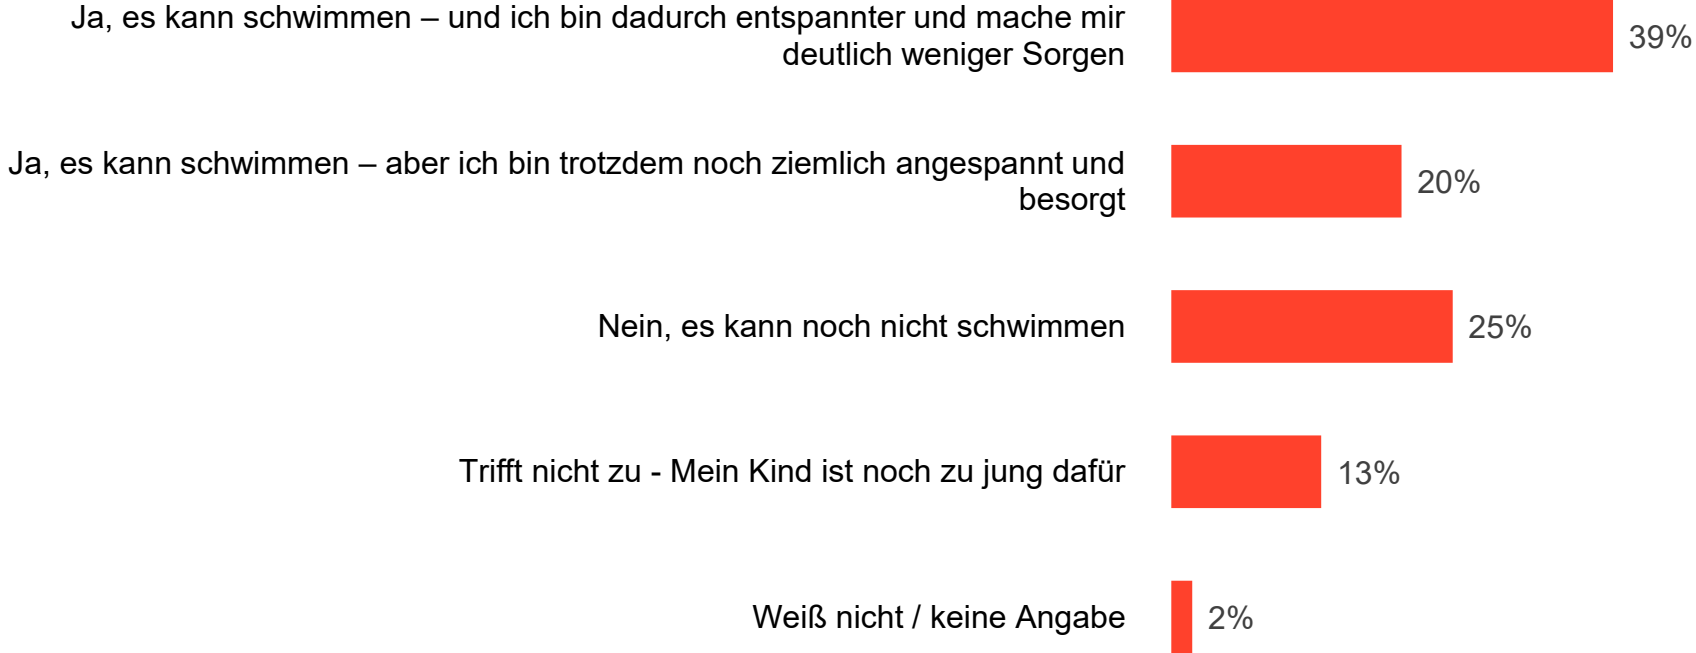 Ja, es kann schwimmen – und ich bin dadurch entspannter und mache mir
deutlich weniger Sorgen
39%
Ja, es kann schwimmen – aber ich bin trotzdem noch ziemlich angespannt und
besorgt
20%
Nein, es kann noch nicht schwimmen
25%
Trifft nicht zu - Mein Kind ist noch zu jung dafür
13%
Weiß nicht / keine Angabe
2%